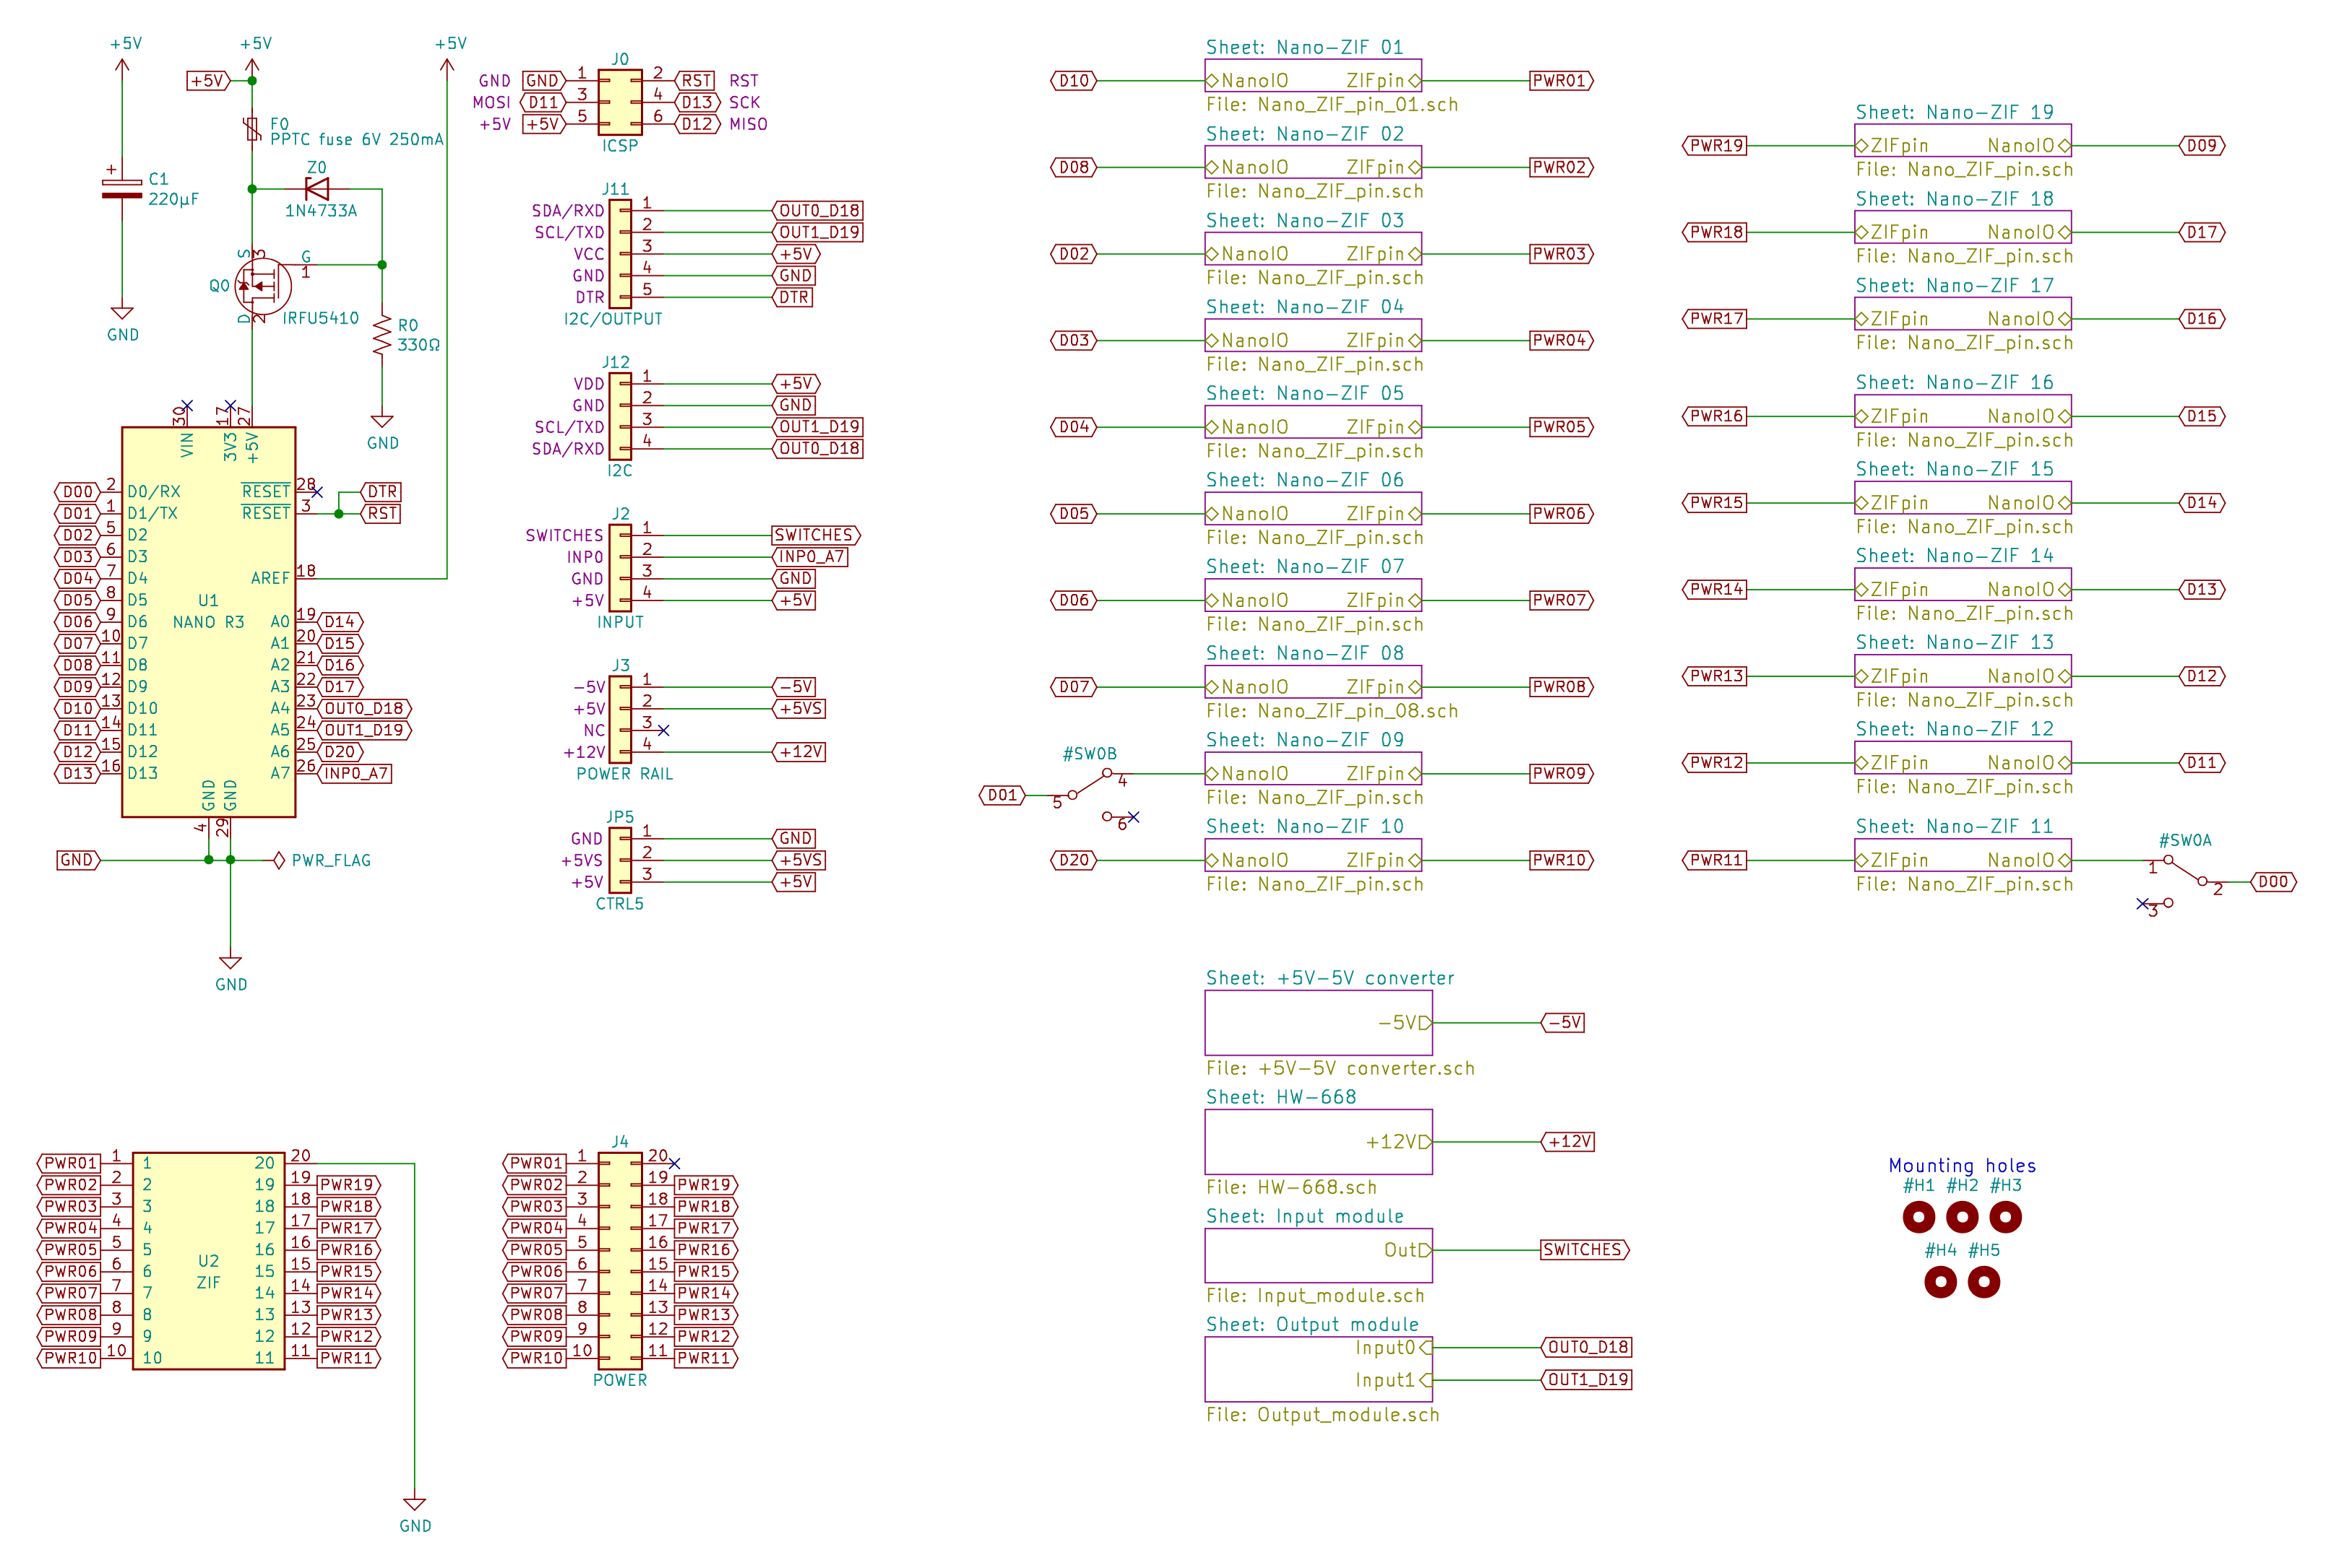 +5V
+5V
+5V
+5V
F0
PPTC fuse 6V 250mA
C1
220µF
Z0
1N4733A
S
3
G
1
Q0
D
2
IRFU5410
R0
330Ω
GND
GND
30
17
27
VIN
3V3
+5V
D00 2 D0/RX RESET 28 DTR
D01 1 D1/TX RESET 3 RST
D02 5 D2
D03 6 D3
D04 7 D4 AREF 18
D05 8 D5 U1
D06 9 D6 NANO R3 A0 19 D14
D07 10 D7 A1 20 D15
D08 11 D8 A2 21 D16
D09 12 D9 A3 22 D17
D10 13 D10 A4 23 OUT0_D18
D11 14 D11 A5 24 OUT1_D19
D12 15 D12 A6 25 D20
D13 16 D13 A7 26 INP0_A7
GND GND
4 29
GND PWR_FLAG
GND
J0
GND GND 1 2 RST RST
MOSI D11 3 4 D13 SCK
+5V +5V 5 6 D12 MISO
ICSP
J11
SDA/RXD 1 OUT0_D18
SCL/TXD 2 OUT1_D19
VCC 3 +5V
GND 4 GND
DTR 5 DTR
I2C/OUTPUT
J12
VDD 1 +5V
GND 2 GND
SCL/TXD 3 OUT1_D19
SDA/RXD 4 OUT0_D18
I2C
J2
SWITCHES 1 SWITCHES
INP0 2 INP0_A7
GND 3 GND
+5V 4 +5V
INPUT
J3
-5V 1 -5V
+5V 2 +5VS
NC 3
+12V 4 +12V
POWER RAIL
JP5
GND 1 GND
+5VS 2 +5VS
+5V 3 +5V
CTRL5
Sheet: Nano-ZIF 01
D10 NanoIO ZIFpin PWR01
File: Nano_ZIF_pin_01.sch
Sheet: Nano-ZIF 02
D08 NanoIO ZIFpin PWR02
File: Nano_ZIF_pin.sch
Sheet: Nano-ZIF 03
D02 NanoIO ZIFpin PWR03
File: Nano_ZIF_pin.sch
Sheet: Nano-ZIF 04
D03 NanoIO ZIFpin PWR04
File: Nano_ZIF_pin.sch
Sheet: Nano-ZIF 05
D04 NanoIO ZIFpin PWR05
File: Nano_ZIF_pin.sch
Sheet: Nano-ZIF 06
D05 NanoIO ZIFpin PWR06
File: Nano_ZIF_pin.sch
Sheet: Nano-ZIF 07
D06 NanoIO ZIFpin PWR07
File: Nano_ZIF_pin.sch
Sheet: Nano-ZIF 08
D07 NanoIO ZIFpin PWR08
File: Nano_ZIF_pin_08.sch
Sheet: Nano-ZIF 09
#SW0B
4 NanoIO ZIFpin PWR09
D01 5
File: Nano_ZIF_pin.sch
6
Sheet: Nano-ZIF 10
D20 NanoIO ZIFpin PWR10
File: Nano_ZIF_pin.sch
Sheet: Nano-ZIF 19
PWR19 ZIFpin NanoIO D09
File: Nano_ZIF_pin.sch
Sheet: Nano-ZIF 18
PWR18 ZIFpin NanoIO D17
File: Nano_ZIF_pin.sch
Sheet: Nano-ZIF 17
PWR17 ZIFpin NanoIO D16
File: Nano_ZIF_pin.sch
Sheet: Nano-ZIF 16
PWR16 ZIFpin NanoIO D15
File: Nano_ZIF_pin.sch
Sheet: Nano-ZIF 15
PWR15 ZIFpin NanoIO D14
File: Nano_ZIF_pin.sch
Sheet: Nano-ZIF 14
PWR14 ZIFpin NanoIO D13
File: Nano_ZIF_pin.sch
Sheet: Nano-ZIF 13
PWR13 ZIFpin NanoIO D12
File: Nano_ZIF_pin.sch
Sheet: Nano-ZIF 12
PWR12 ZIFpin NanoIO D11
File: Nano_ZIF_pin.sch
Sheet: Nano-ZIF 11
#SW0A
PWR11 ZIFpin NanoIO 1
2 D00
File: Nano_ZIF_pin.sch
3
Sheet: +5V-5V converter
-5V -5V
File: +5V-5V converter.sch
Sheet: HW-668
+12V +12V
File: HW-668.sch
Sheet: Input module
Out SWITCHES
File: Input_module.sch
Sheet: Output module
Input0 OUT0_D18
Input1 OUT1_D19
File: Output_module.sch
Mounting holes
#H1 #H2 #H3
#H4 #H5
PWR01 1 1 20 20
PWR02 2 2 19 19 PWR19
PWR03 3 3 18 18 PWR18
PWR04 4 4 17 17 PWR17
PWR05 5 5 16 16 PWR16
U2
PWR06 6 6 15 15 PWR15
ZIF
PWR07 7 7 14 14 PWR14
PWR08 8 8 13 13 PWR13
PWR09 9 9 12 12 PWR12
PWR10 10 10 11 11 PWR11
GND
J4
PWR01 1 20
PWR02 2 19 PWR19
PWR03 3 18 PWR18
PWR04 4 17 PWR17
PWR05 5 16 PWR16
PWR06 6 15 PWR15
PWR07 7 14 PWR14
PWR08 8 13 PWR13
PWR09 9 12 PWR12
PWR10 10 11 PWR11
POWER